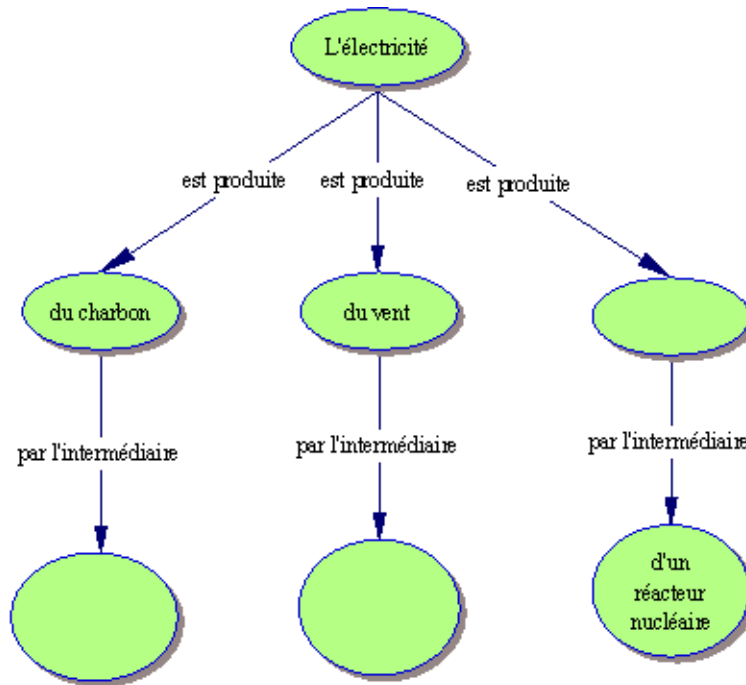 L'électricité
est produite
est produite
est produite
du charbon
du vent
par l'intermédiaire
par l'intermédiaire
par l'intermédiaire
d'un
réacteur
nucléaire